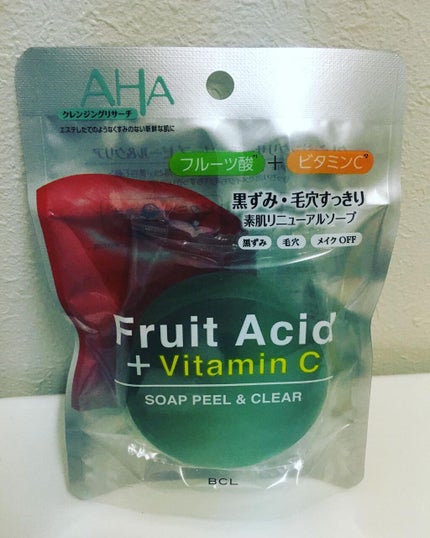 AHA
クレンジングリサーチ
エステしたてのようなくすみのない新鮮な肌に
フルーツ酸 + ビタミンC
黒ずみ・毛穴すっきり
素肌リニューアルソープ
黒ずみ 毛穴 メイクOFF
Fruit Acid
+ Vitamin C
SOAP PEEL & CLEAR
BCL